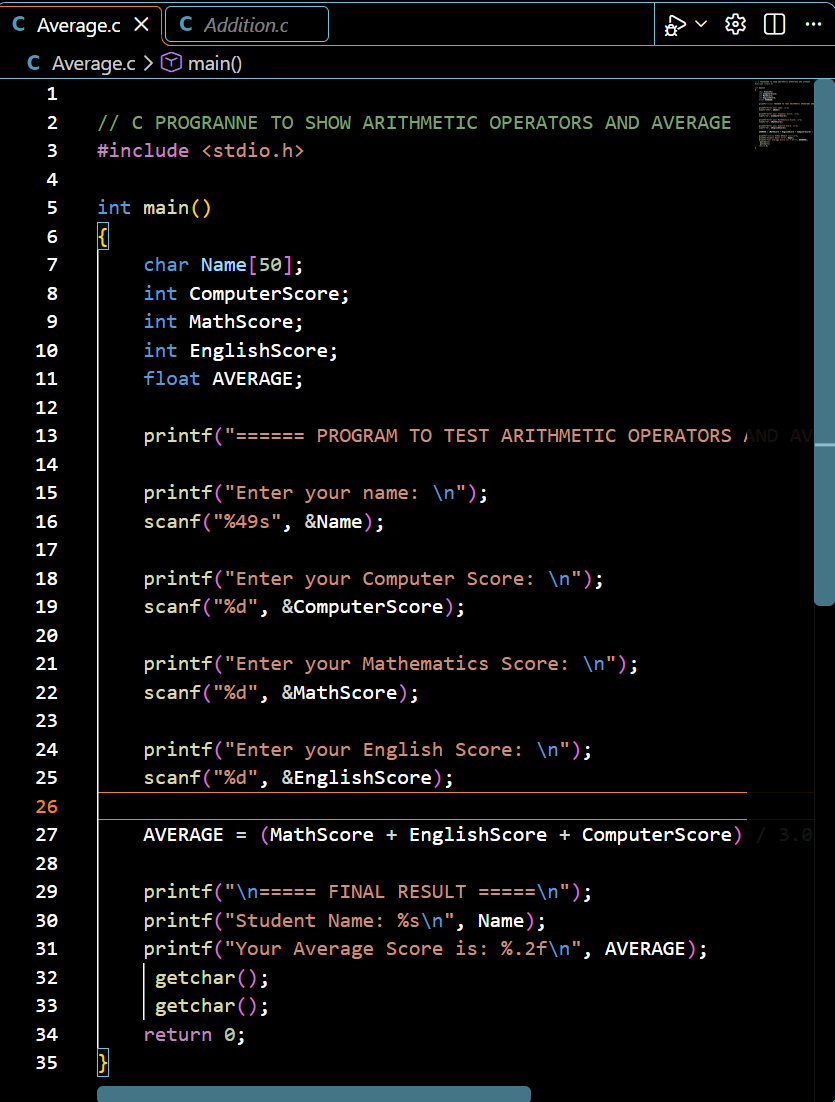 Average.c
Addition.c
Average.c > main()
1
2 // C PROGRANNE TO SHOW ARITHMETIC OPERATORS AND AVERAGE
3 #include <stdio.h>
4
5 int main()
6 {
7 char Name[50];
8 int ComputerScore;
9 int MathScore;
10 int EnglishScore;
11 float AVERAGE;
12
13 printf("====== PROGRAM TO TEST ARITHMETIC OPERATORS AND AV
14
15 printf("Enter your name: \n");
16 scanf("%49s", &Name);
17
18 printf("Enter your Computer Score: \n");
19 scanf("%d", &ComputerScore);
20
21 printf("Enter your Mathematics Score: \n");
22 scanf("%d", &MathScore);
23
24 printf("Enter your English Score: \n");
25 scanf("%d", &EnglishScore);
26
27 AVERAGE = (MathScore + EnglishScore + ComputerScore) / 3.0
28
29 printf("\n===== FINAL RESULT =====\n");
30 printf("Student Name: %s\n", Name);
31 printf("Your Average Score is: %.2f\n", AVERAGE);
32 getchar();
33 getchar();
34 return 0;
35 }